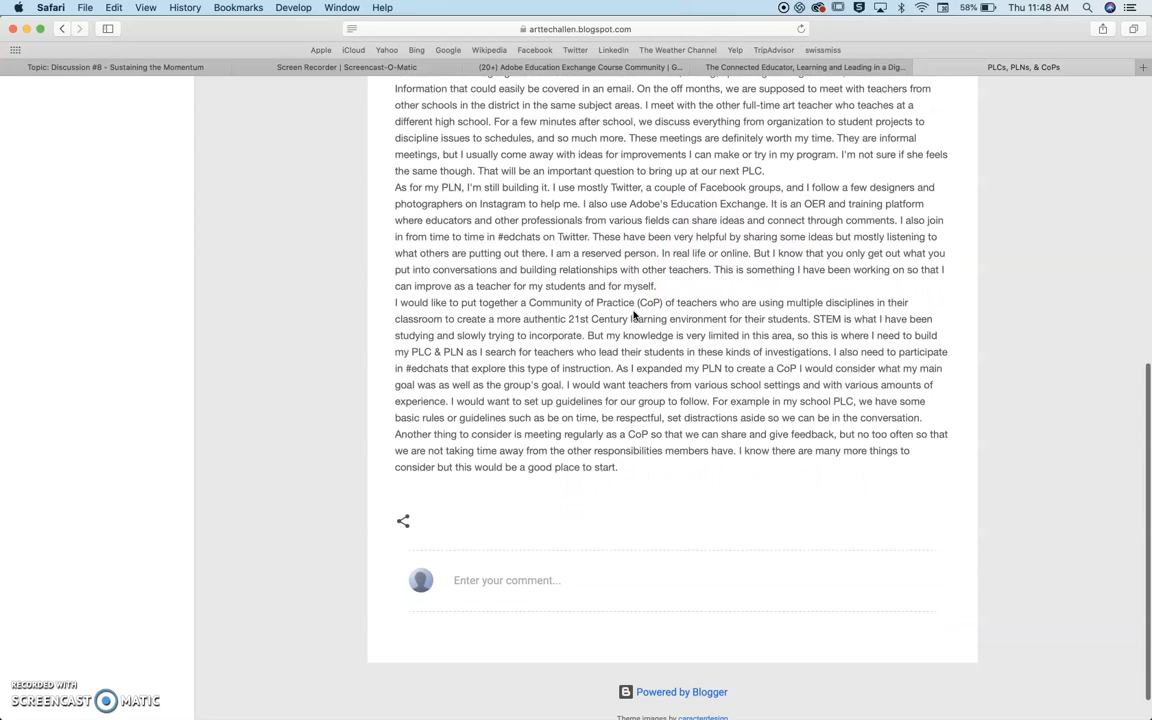 Safari File Edit View History Bookmarks Develop Window Help 58% Thu 11:48 AM
arttechallen.blogspot.com
Apple iCloud Yahoo Bing Google Wikipedia Facebook Twitter LinkedIn The Weather Channel Yelp TripAdvisor swissmiss
Topic: Discussion #8 - Sustaining the Momentum Screen Recorder | Screencast-O-Matic (20+) Adobe Education Exchange Course Community | G... The Connected Educator, Learning and Leading in a Dig... PLCs, PLNs, & CoPs
Information that could easily be covered in an email. On the off months, we are supposed to meet with teachers from
other schools in the district in the same subject areas. I meet with the other full-time art teacher who teaches at a
different high school. For a few minutes after school, we discuss everything from organization to student projects to
discipline issues to schedules, and so much more. These meetings are definitely worth my time. They are informal
meetings, but I usually come away with ideas for improvements I can make or try in my program. I'm not sure if she feels
the same though. That will be an important question to bring up at our next PLC.
As for my PLN, I'm still building it. I use mostly Twitter, a couple of Facebook groups, and I follow a few designers and
photographers on Instagram to help me. I also use Adobe's Education Exchange. It is an OER and training platform
where educators and other professionals from various fields can share ideas and connect through comments. I also join
in from time to time in #edchats on Twitter. These have been very helpful by sharing some ideas but mostly listening to
what others are putting out there. I am a reserved person. In real life or online. But I know that you only get out what you
put into conversations and building relationships with other teachers. This is something I have been working on so that I
can improve as a teacher for my students and for myself.
I would like to put together a Community of Practice (CoP) of teachers who are using multiple disciplines in their
classroom to create a more authentic 21st Century learning environment for their students. STEM is what I have been
studying and slowly trying to incorporate. But my knowledge is very limited in this area, so this is where I need to build
my PLC & PLN as I search for teachers who lead their students in these kinds of investigations. I also need to participate
in #edchats that explore this type of instruction. As I expanded my PLN to create a CoP I would consider what my main
goal was as well as the group's goal. I would want teachers from various school settings and with various amounts of
experience. I would want to set up guidelines for our group to follow. For example in my school PLC, we have some
basic rules or guidelines such as be on time, be respectful, set distractions aside so we can be in the conversation.
Another thing to consider is meeting regularly as a CoP so that we can share and give feedback, but no too often so that
we are not taking time away from the other responsibilities members have. I know there are many more things to
consider but this would be a good place to start.
Enter your comment...
Powered by Blogger
Theme images by caracterdesign
RECORDED WITH
SCREENCAST MATIC